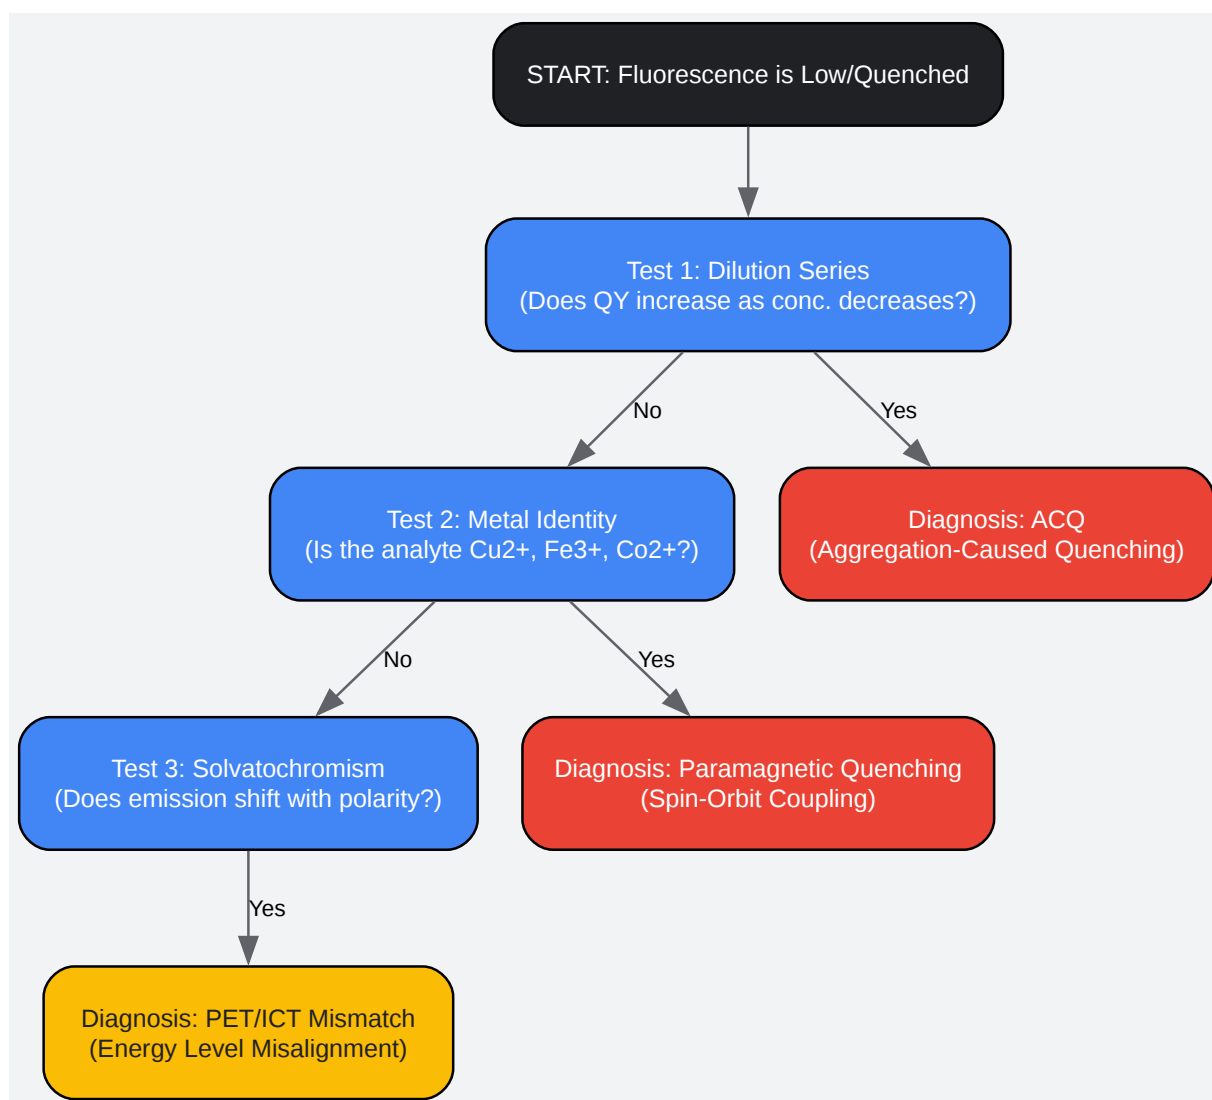 START: Fluorescence is Low/Quenched
Test 1: Dilution Series
(Does QY increase as conc. decreases?)
No
Yes
Test 2: Metal Identity
(Is the analyte Cu2+, Fe3+, Co2+?)
Diagnosis: ACQ
(Aggregation-Caused Quenching)
No
Yes
Test 3: Solvatochromism
(Does emission shift with polarity?)
Diagnosis: Paramagnetic Quenching
(Spin-Orbit Coupling)
Yes
Diagnosis: PET/ICT Mismatch
(Energy Level Misalignment)